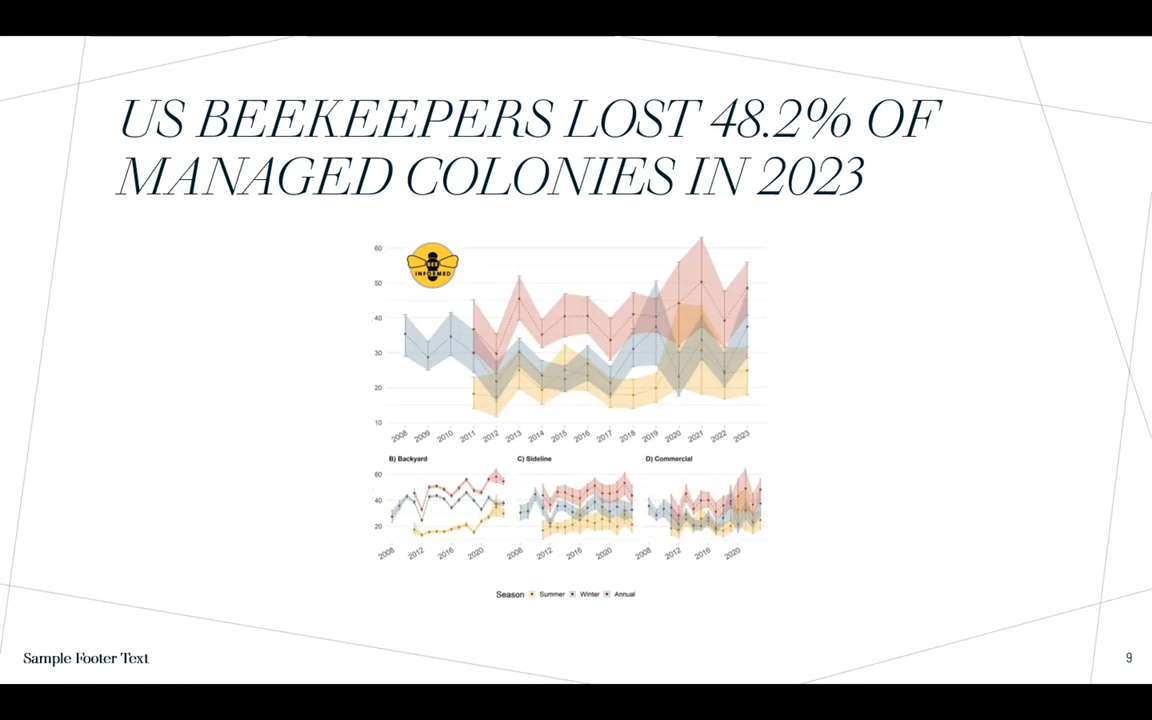 US BEEKEEPERS LOST 48.2% OF
MANAGED COLONIES IN 2023
60
BEE
INFORMED
50
40
30
20
10
2008 2009 2010 2011 2012 2013 2014 2015 2016 2017 2018 2019 2020 2021 2022 2023
B) Backyard C) Sideline D) Commercial
60
40
20
2008 2012 2016 2020 2008 2012 2016 2020 2008 2012 2016 2020
Season Summer Winter Annual
Sample Footer Text 9